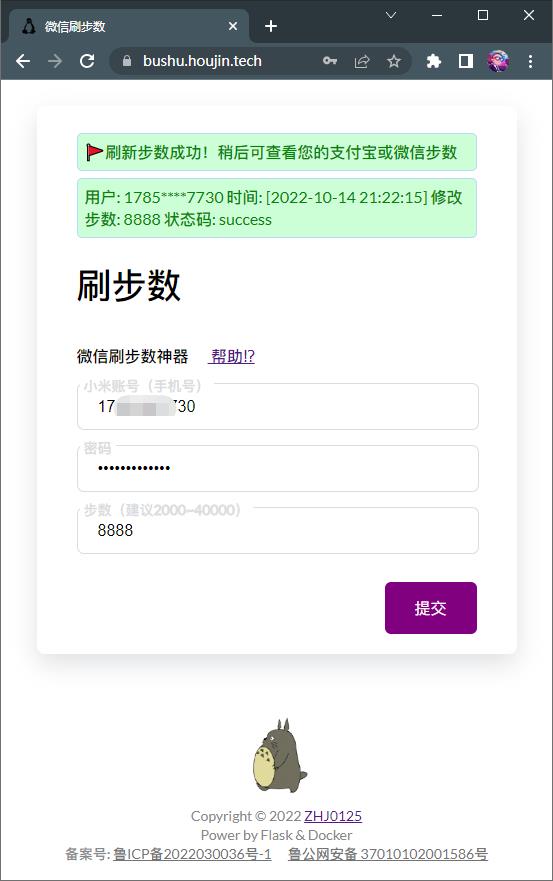 微信刷步数
bushu.houjin.tech
刷新步数成功！稍后可查看您的支付宝或微信步数
用户: 1785****7730 时间: [2022-10-14 21:22:15] 修改
步数: 8888 状态码: success
刷步数
微信刷步数神器 帮助!?
小米账号（手机号）
17 730
密码
•••••••••••••
步数（建议2000~40000）
8888
提交
Copyright © 2022 ZHJ0125
Power by Flask & Docker
备案号: 鲁ICP备2022030036号-1 鲁公网安备 37010102001586号